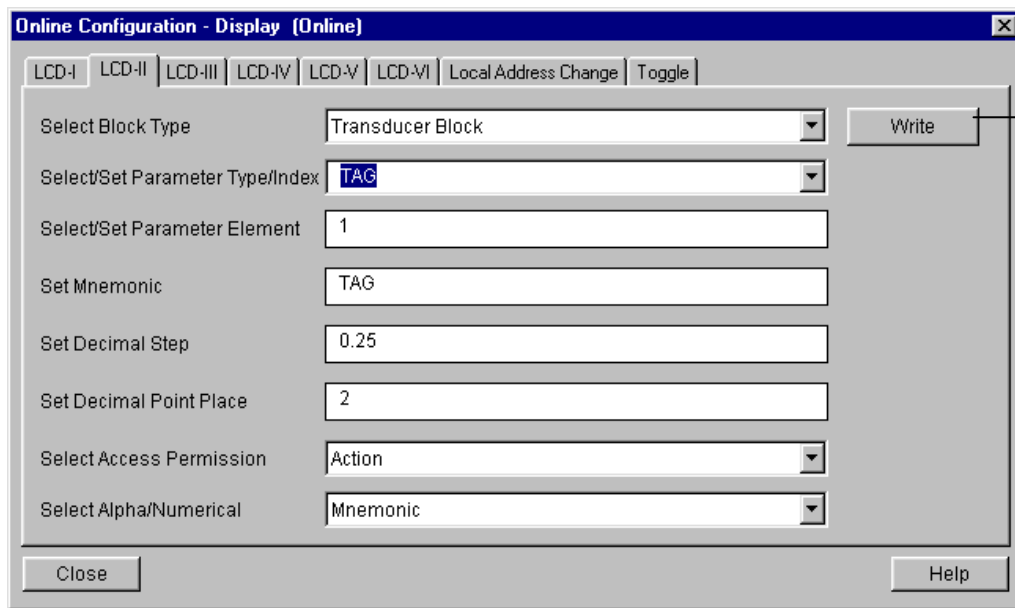 Online Configuration - Display (Online)
LCD-I LCD-II LCD-III LCD-IV LCD-V LCD-VI Local Address Change Toggle
Select Block Type Transducer Block Write
Select/Set Parameter Type/Index TAG
Select/Set Parameter Element 1
Set Mnemonic TAG
Set Decimal Step 0.25
Set Decimal Point Place 2
Select Access Permission Action
Select Alpha/Numerical Mnemonic
Close Help